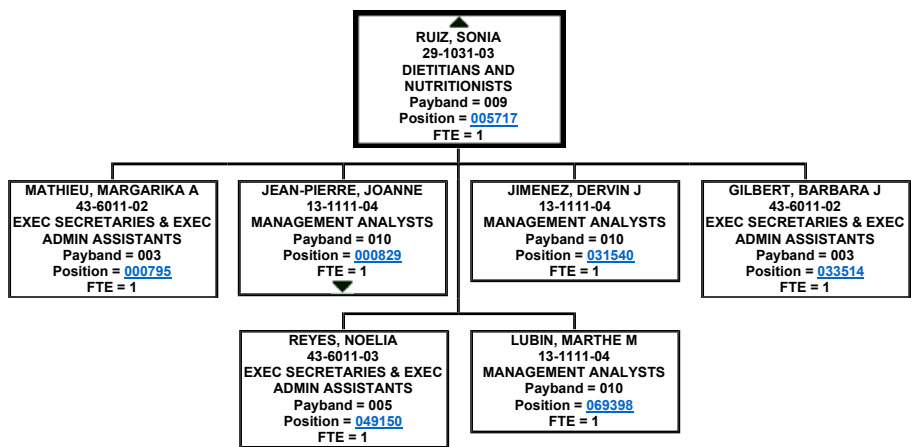 RUIZ, SONIA
29-1031-03
DIETITIANS AND
NUTRITIONISTS
Payband = 009
Position = 005717
FTE = 1
MATHIEU, MARGARIKA A
43-6011-02
EXEC SECRETARIES & EXEC
ADMIN ASSISTANTS
Payband = 003
Position = 000795
FTE = 1
JEAN-PIERRE, JOANNE
13-1111-04
MANAGEMENT ANALYSTS
Payband = 010
Position = 000829
FTE = 1
JIMENEZ, DERVIN J
13-1111-04
MANAGEMENT ANALYSTS
Payband = 010
Position = 031540
FTE = 1
GILBERT, BARBARA J
43-6011-02
EXEC SECRETARIES & EXEC
ADMIN ASSISTANTS
Payband = 003
Position = 033514
FTE = 1
REYES, NOELIA
43-6011-03
EXEC SECRETARIES & EXEC
ADMIN ASSISTANTS
Payband = 005
Position = 049150
FTE = 1
LUBIN, MARTHE M
13-1111-04
MANAGEMENT ANALYSTS
Payband = 010
Position = 069398
FTE = 1